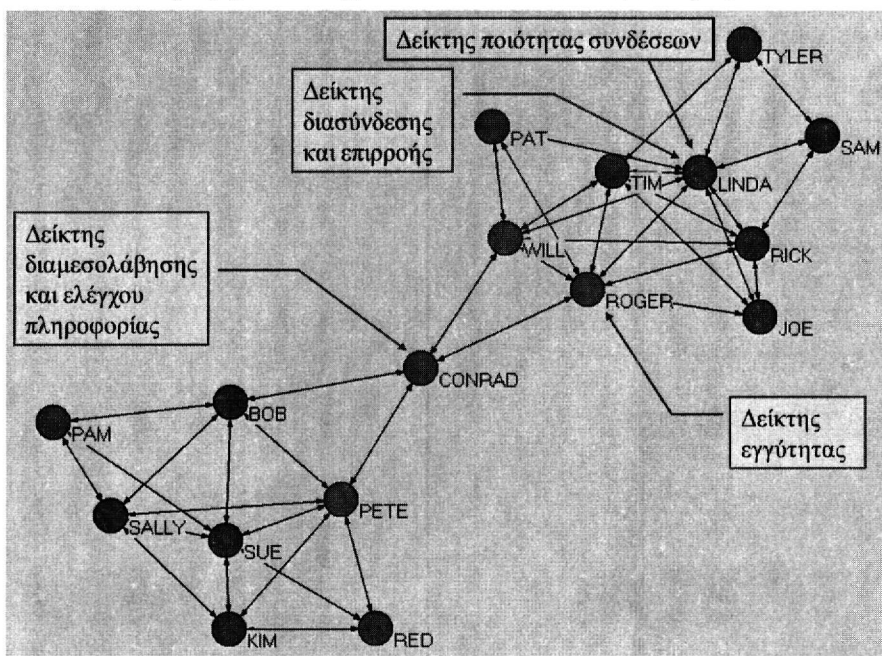 Δείκτης ποιότητας συνδέσεων
TYLER
Δείκτης
διασύνδεσης
και επιρροής
PAT
SAM
TIM
LINDA
Δείκτης
διαμεσολάβησης
και ελέγχου
πληροφορίας
WILL
RICK
ROGER
JOE
CONRAD
BOB
PAM
Δείκτης
εγγύτητας
PETE
SALLY
SUE
KIM
RED